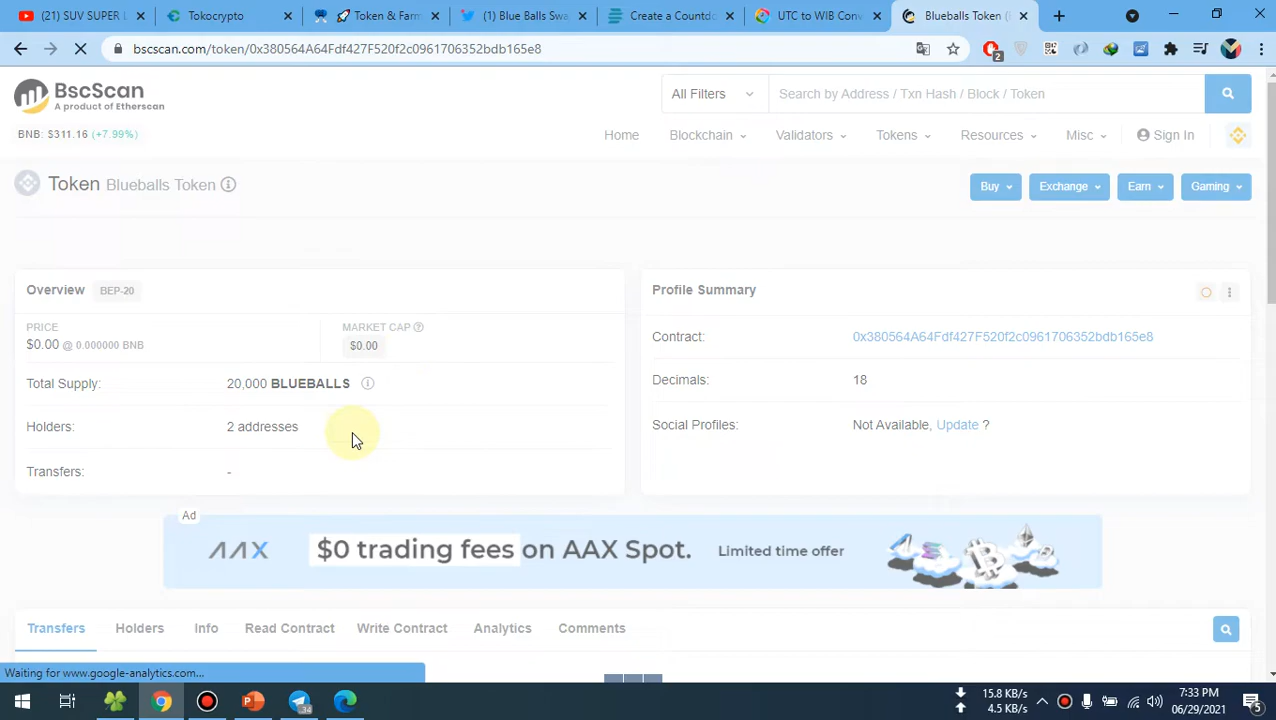 (21) SUV SUPER L
Tokocrypto
Token & Farm
(1) Blue Balls Swap
Create a Countdo
UTC to WIB Conv
Blueballs Token (
bscscan.com/token/0x380564A64Fdf427F520f2c0961706352bdb165e8
2
BscScan
A product of Etherscan
All Filters
Search by Address / Txn Hash / Block / Token
BNB: $311.16 (+7.99%)
Home
Blockchain
Validators
Tokens
Resources
Misc
Sign In
Token Blueballs Token
Buy
Exchange
Earn
Gaming
Overview BEP-20
PRICE
$0.00 @ 0.000000 BNB
MARKET CAP
$0.00
Total Supply: 20,000 BLUEBALLS
Holders: 2 addresses
Transfers: -
Profile Summary
Contract: 0x380564A64Fdf427F520f2c0961706352bdb165e8
Decimals: 18
Social Profiles: Not Available, Update ?
Ad
AAX $0 trading fees on AAX Spot. Limited time offer
Transfers
Holders
Info
Read Contract
Write Contract
Analytics
Comments
Waiting for www.google-analytics.com...
15.8 KB/s
4.5 KB/s
7:33 PM
06/29/2021
5